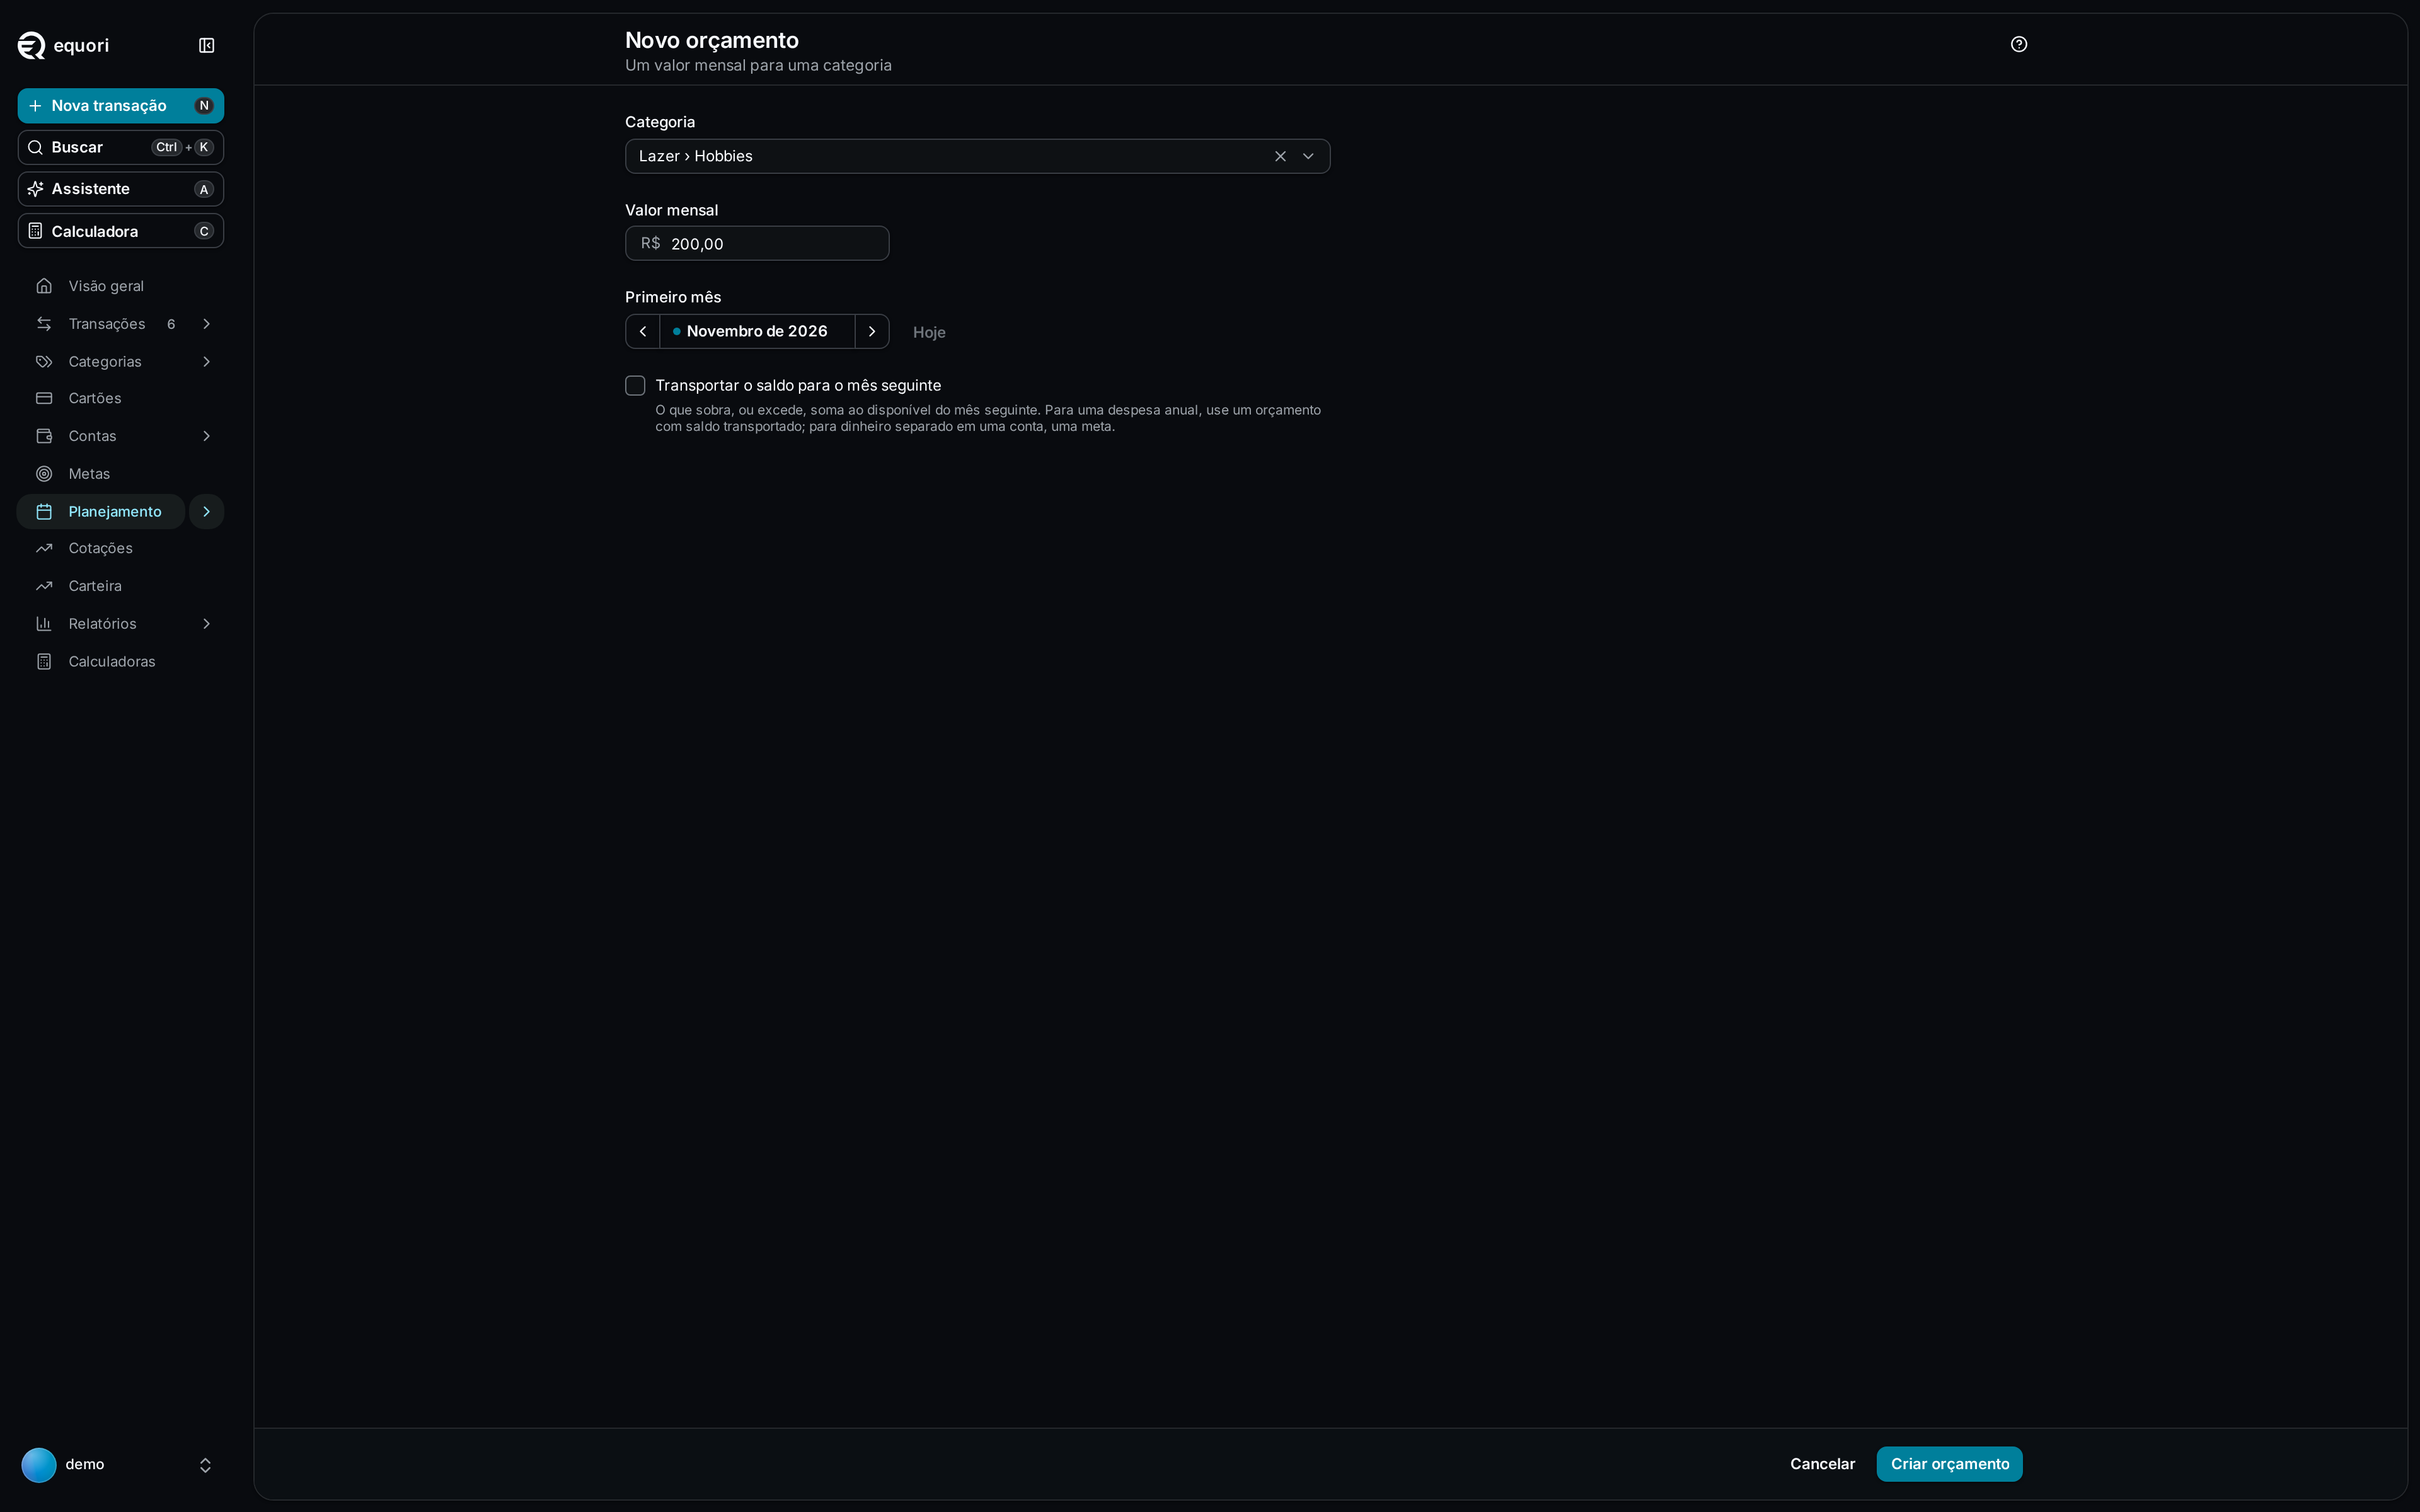 equori
Nova transação N
Buscar Ctrl + K
Assistente A
Calculadora C
Visão geral
Transações 6
Categorias
Cartões
Contas
Metas
Planejamento
Cotações
Carteira
Relatórios
Calculadoras
demo
Novo orçamento
Um valor mensal para uma categoria
Categoria
Lazer › Hobbies
Valor mensal
R$ 200,00
Primeiro mês
Novembro de 2026
Hoje
Transportar o saldo para o mês seguinte
O que sobra, ou excede, soma ao disponível do mês seguinte. Para uma despesa anual, use um orçamento
com saldo transportado; para dinheiro separado em uma conta, uma meta.
Cancelar
Criar orçamento